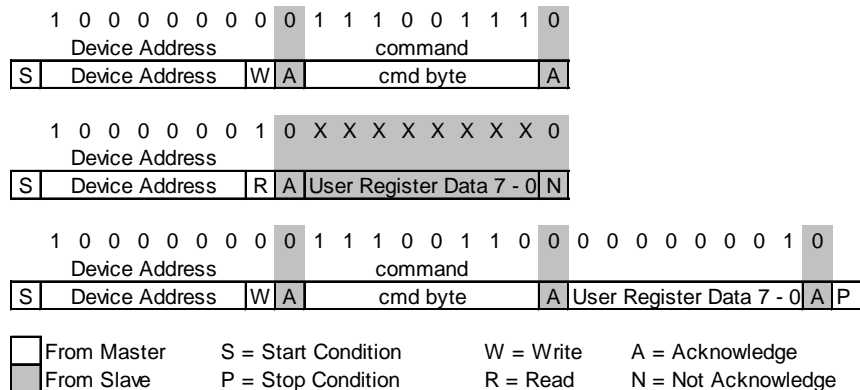 1 0 0 0 0 0 0 0 0 1 1 1 0 0 1 1 1 0
Device Address command
S Device Address W A cmd byte A
1 0 0 0 0 0 0 1 0 X X X X X X X X 0
Device Address
S Device Address R A User Register Data 7 - 0 N
1 0 0 0 0 0 0 0 0 1 1 1 0 0 1 1 0 0 0 0 0 0 0 0 0 1 0
Device Address command
S Device Address W A cmd byte A User Register Data 7 - 0 A P
From Master S = Start Condition W = Write A = Acknowledge
From Slave P = Stop Condition R = Read N = Not Acknowledge